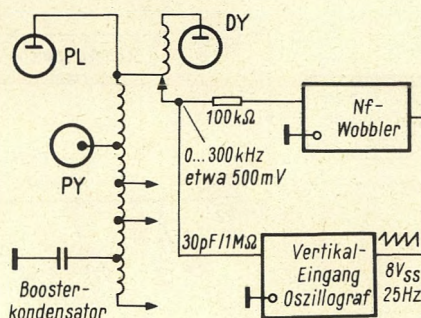 DY
PL
100kΩ
Nf-
Wobbler
0...300kHz
etwa 500mV
PY
30pF/1MΩ
Vertikal-
Eingang
Oszillograf
8Vss
25Hz
Booster-
kondensator